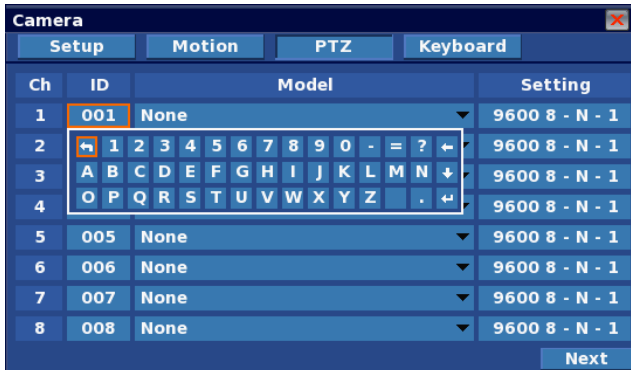 Camera
Setup Motion PTZ Keyboard
Ch ID Model Setting
1 001 None 9600 8 - N - 1
2 9600 8 - N - 1
3 9600 8 - N - 1
4 9600 8 - N - 1
1 2 3 4 5 6 7 8 9 0 - = ?
A B C D E F G H I J K L M N
O P Q R S T U V W X Y Z .
5 005 None 9600 8 - N - 1
6 006 None 9600 8 - N - 1
7 007 None 9600 8 - N - 1
8 008 None 9600 8 - N - 1
Next